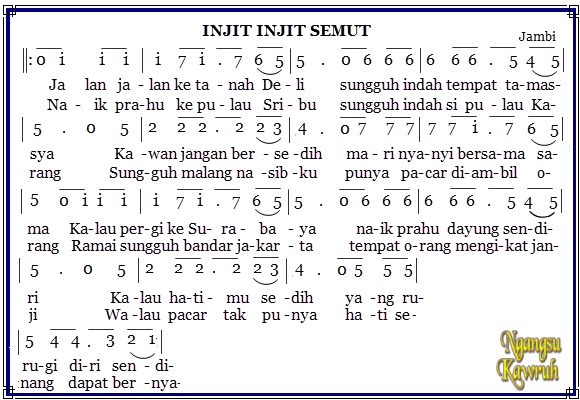 INJIT INJIT SEMUT
Jambi
||: 0 i i i | i 7 i . 7 6 5 | 5 . 0 6 6 6 | 6 6 6 . 5 4 5 |
Ja lan ja - lan ke ta - nah De - li sungguh indah tempat ta-mas-
Na - ik pra-hu ke pu - lau Sri - bu sungguh indah si pu - lau Ka-
| 5 . 0 5 | 2 2 2 . 2 2 3 | 4 . 0 7 7 7 | 7 7 i . 7 6 5 |
sya Ka - wan jangan ber - se - dih ma - ri nya-nyi bersa-ma sa-
rang Sung-guh malang na - sib - ku punya pa-car di-am-bil o-
| 5 0 i i i | i 7 i . 7 6 5 | 5 . 0 6 6 6 | 6 6 6 . 5 4 5 |
ma Ka-lau per-gi ke Su - ra - ba - ya na-ik prahu dayung sen-di-
rang Ramai sungguh bandar ja-kar - ta tempat o-rang mengi-kat jan-
| 5 . 0 5 | 2 2 2 . 2 2 3 | 4 . 0 5 5 5 |
ri Ka - lau ha-ti - mu se -dih ya - ng ru-
ji Wa - lau pacar tak pu -nya ha -ti se-
| 5 4 4 . 3 2 1 |
ru-gi di-ri sen - di-
nang dapat ber -nya-
Ngangsu
Kawruh